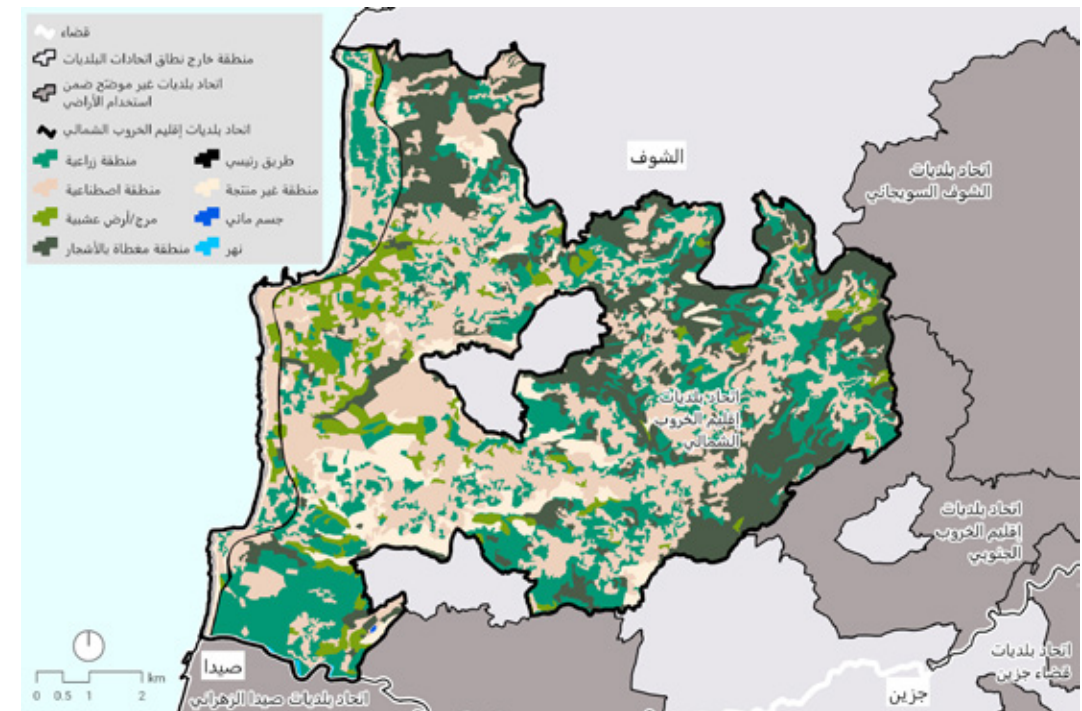 قضاء
منطقة خارج نطاق اتحادات البلديات
اتحاد بلديات غير موضّح ضمن
استخدام الأراضي
اتحاد بلديات إقليم الخروب الشمالي
طريق رئيسي
منطقة زراعية
منطقة غير منتجة
منطقة اصطناعية
جسم مائي
مرج/أرض عشبية
نهر
منطقة مغطاة بالأشجار
الشوف
اتحاد بلديات
الشوف السويجاني
اتحاد بلديات
إقليم الخروب
الشمالي
اتحاد بلديات
إقليم الخروب
الجنوبي
اتحاد بلديات
قضاء جزين
جزين
صيدا
اتحاد بلديات صيدا الزهراني
km
0 0.5 1 2